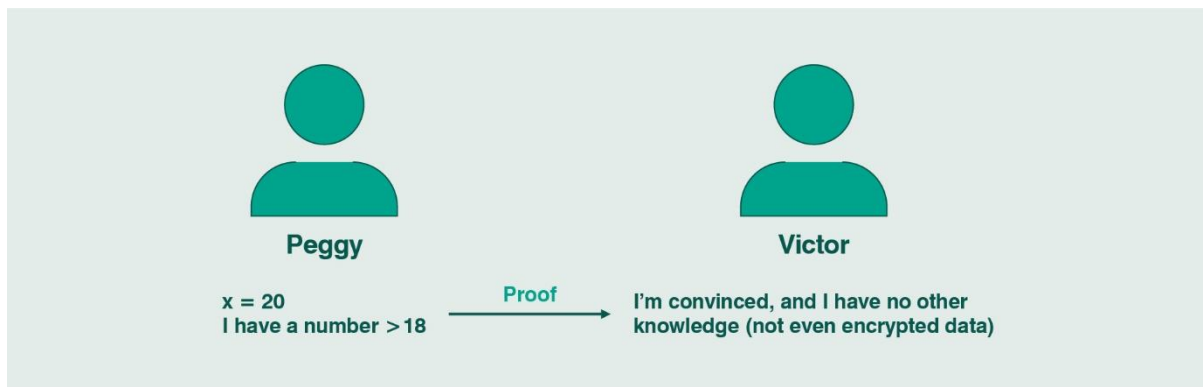 Peggy
Victor
x = 20
I have a number > 18
Proof
I'm convinced, and I have no other
knowledge (not even encrypted data)